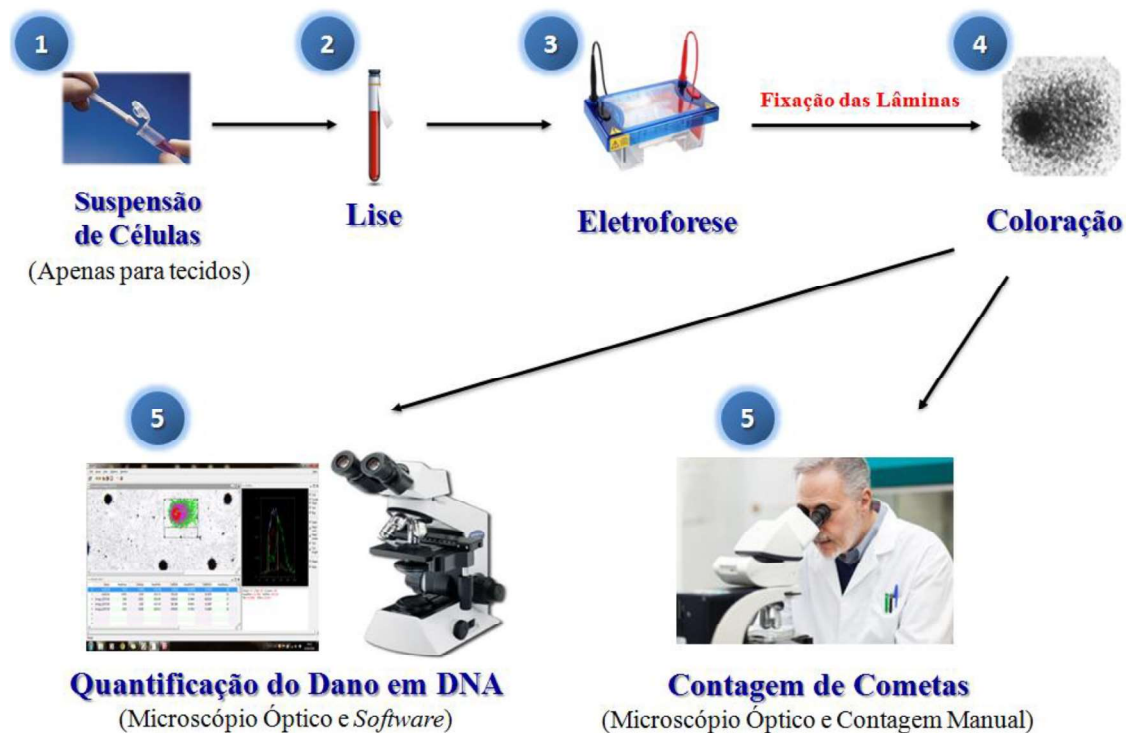 1
2
3
4
Fixação das Lâminas
Suspensão
de Células
(Apenas para tecidos)
Lise
Eletroforese
Coloração
5
5
Quantificação do Dano em DNA
(Microscópio Óptico e Software)
Contagem de Cometas
(Microscópio Óptico e Contagem Manual)